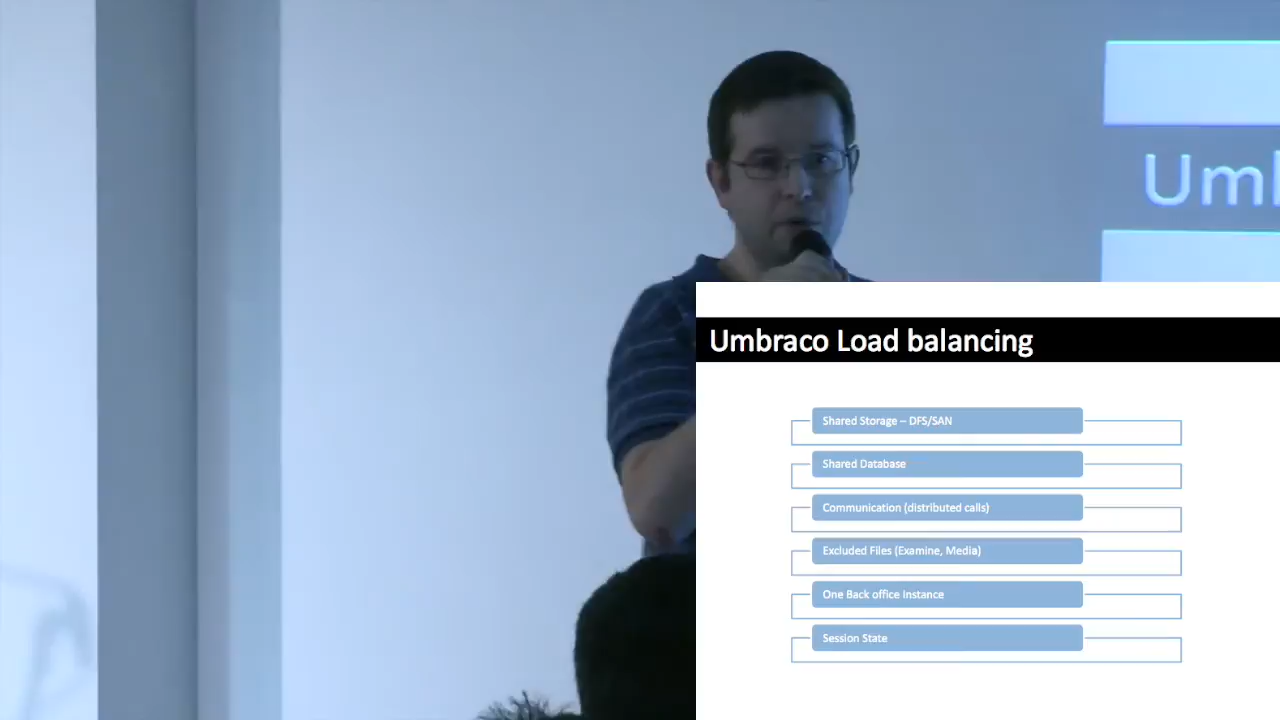 Um
Umbraco Load balancing
Shared Storage – DFS/SAN
Shared Database
Communication (distributed calls)
Excluded Files (Examine, Media)
One Back office Instance
Session State